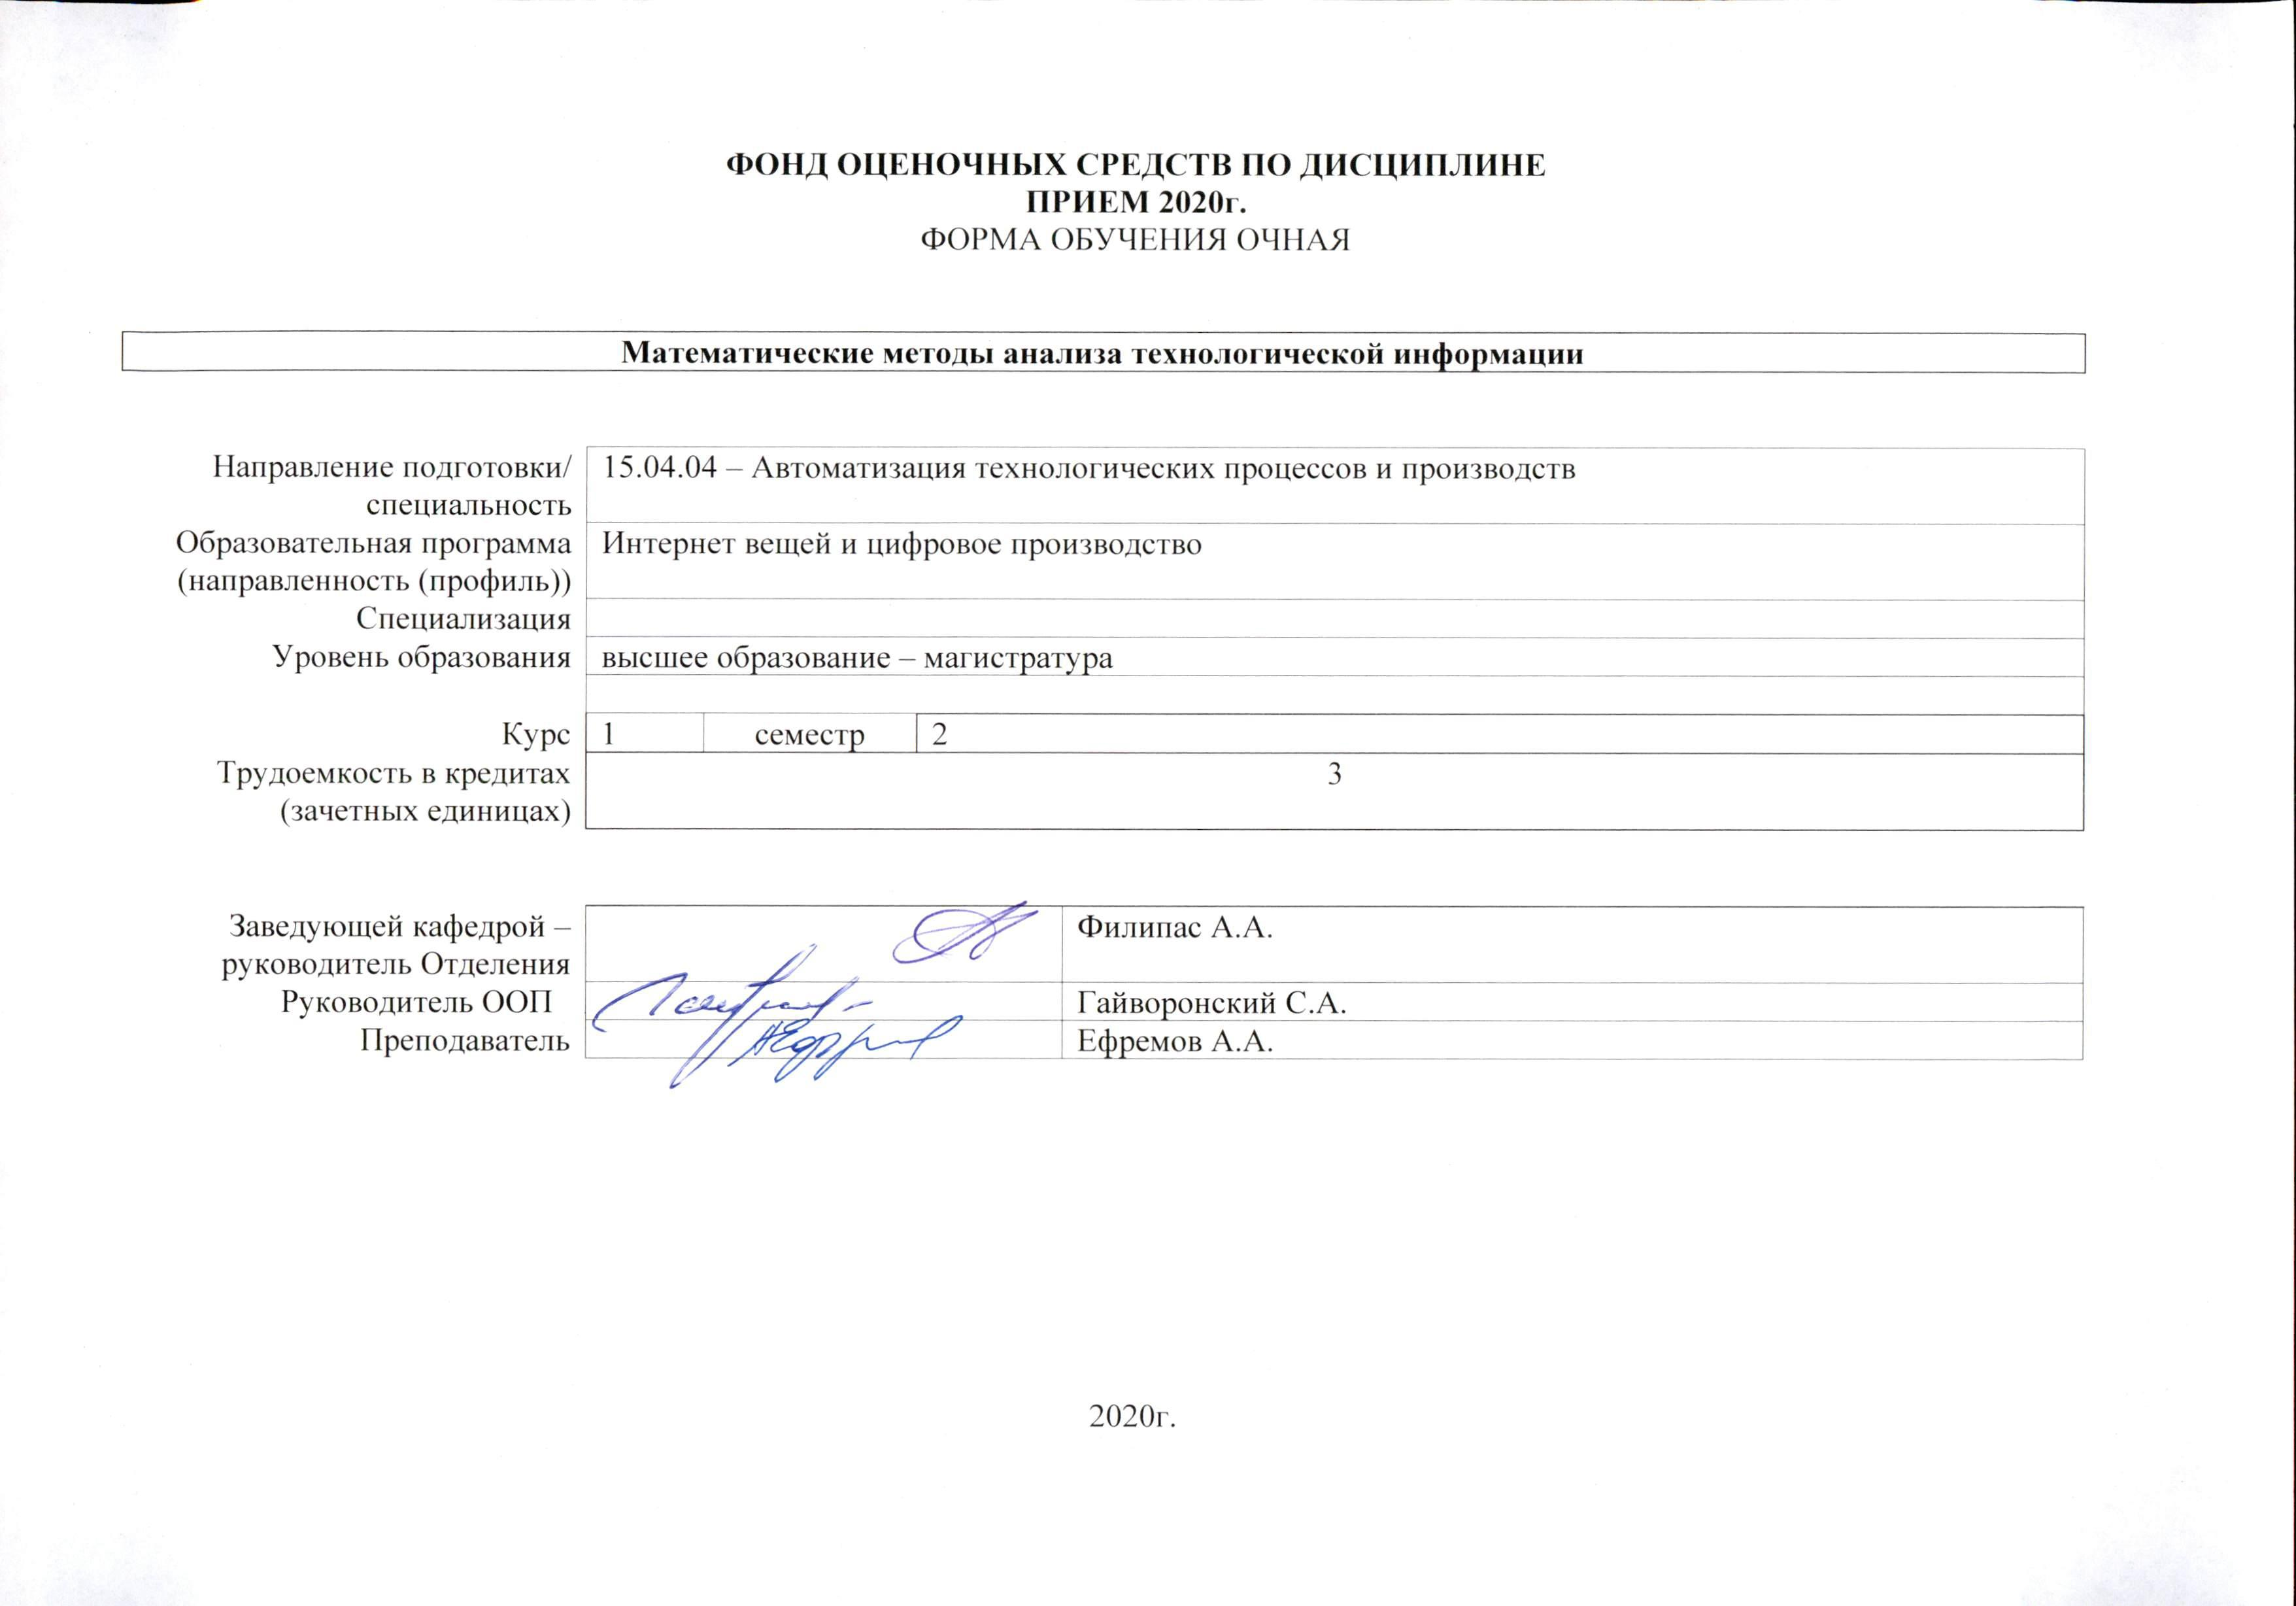 ФОНД ОЦЕНОЧНЫХ СРЕДСТВ ПО ДИСЦИПЛИНЕ
ПРИЕМ 2020г.
ФОРМА ОБУЧЕНИЯ ОЧНАЯ
Математические методы анализа технологической информации
Направление подготовки/ 15.04.04 – Автоматизация технологических процессов и производств
специальность
Образовательная программа Интернет вещей и цифровое производство
(направленность (профиль))
Специализация
Уровень образования высшее образование – магистратура
Курс 1 семестр 2
Трудоемкость в кредитах 3
(зачетных единицах)
Заведующей кафедрой – Филипас А.А.
руководитель Отделения
Руководитель ООП Гайворонский С.А.
Преподаватель Ефремов А.А.
2020г.